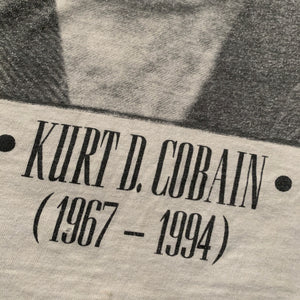 • KURT D. COBAIN •
(1967 – 1994)